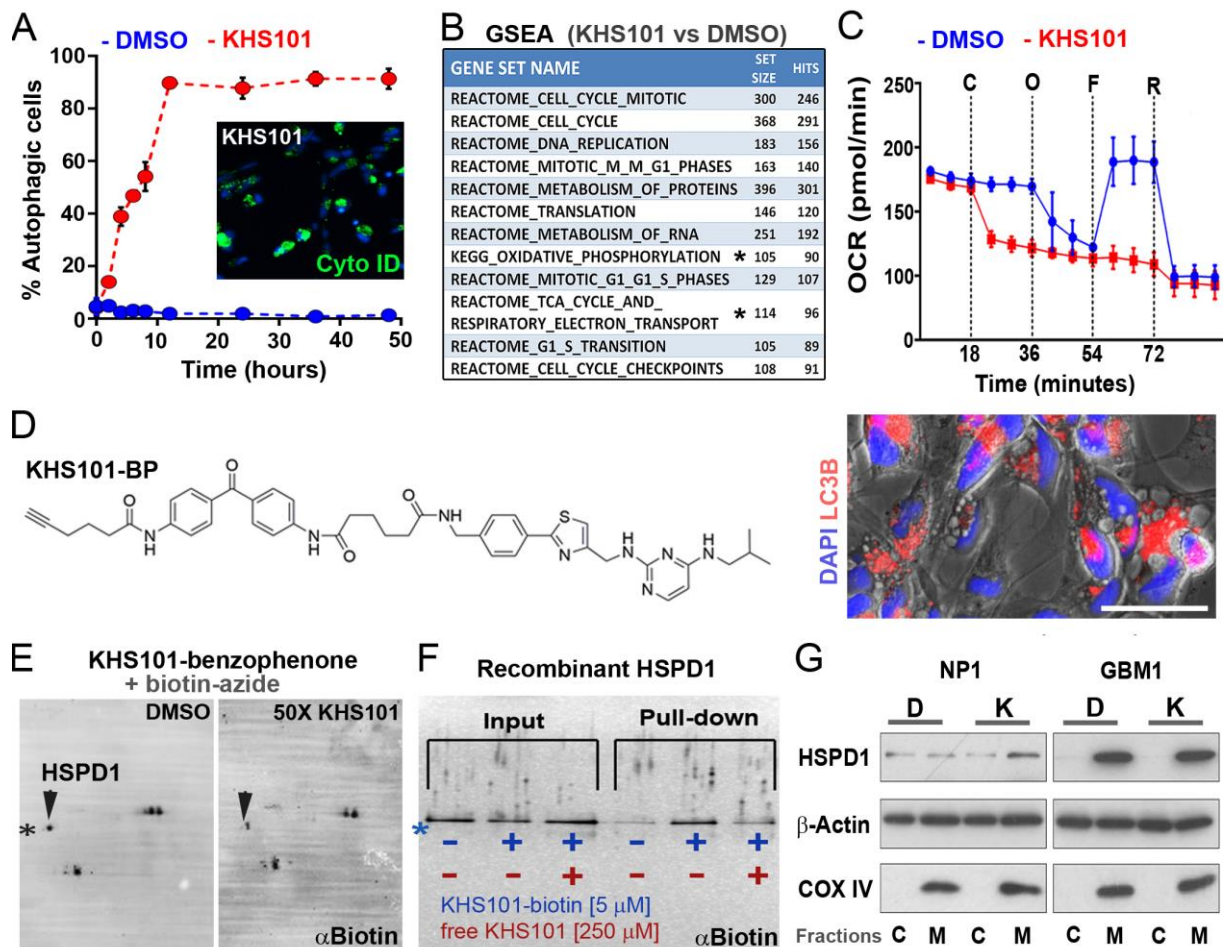 A
- DMSO - KHS101
% Autophagic cells
100
80
60
40
20
0
KHS101
Cyto ID
0 10 20 30 40 50
Time (hours)
B GSEA (KHS101 vs DMSO)
GENE SET NAME SET SIZE HITS
REACTOME_CELL_CYCLE_MITOTIC 300 246
REACTOME_CELL_CYCLE 368 291
REACTOME_DNA_REPLICATION 183 156
REACTOME_MITOTIC_M_M_G1_PHASES 163 140
REACTOME_METABOLISM_OF_PROTEINS 396 301
REACTOME_TRANSLATION 146 120
REACTOME_METABOLISM_OF_RNA 251 192
KEGG_OXIDATIVE_PHOSPHORYLATION * 105 90
REACTOME_MITOTIC_G1_G1_S_PHASES 129 107
REACTOME_TCA_CYCLE_AND_
RESPIRATORY_ELECTRON_TRANSPORT * 114 96
REACTOME_G1_S_TRANSITION 105 89
REACTOME_CELL_CYCLE_CHECKPOINTS 108 91
C
- DMSO - KHS101
C O F R
OCR (pmol/min)
250
200
150
100
0
18 36 54 72
Time (minutes)
D
KHS101-BP
O
O
N
H
H
N
O
O
H
N
S
N
H
N
N
N
H
N
DAPI LC3B
E
KHS101-benzophenone
+ biotin-azide
DMSO 50X KHS101
HSPD1
*
αBiotin
F
Recombinant HSPD1
Input Pull-down
*
- + + - + +
- - + - - +
KHS101-biotin [5 μM]
free KHS101 [250 μM]
αBiotin
G
NP1 GBM1
D K D K
HSPD1
β-Actin
COX IV
Fractions C M C M C M C M